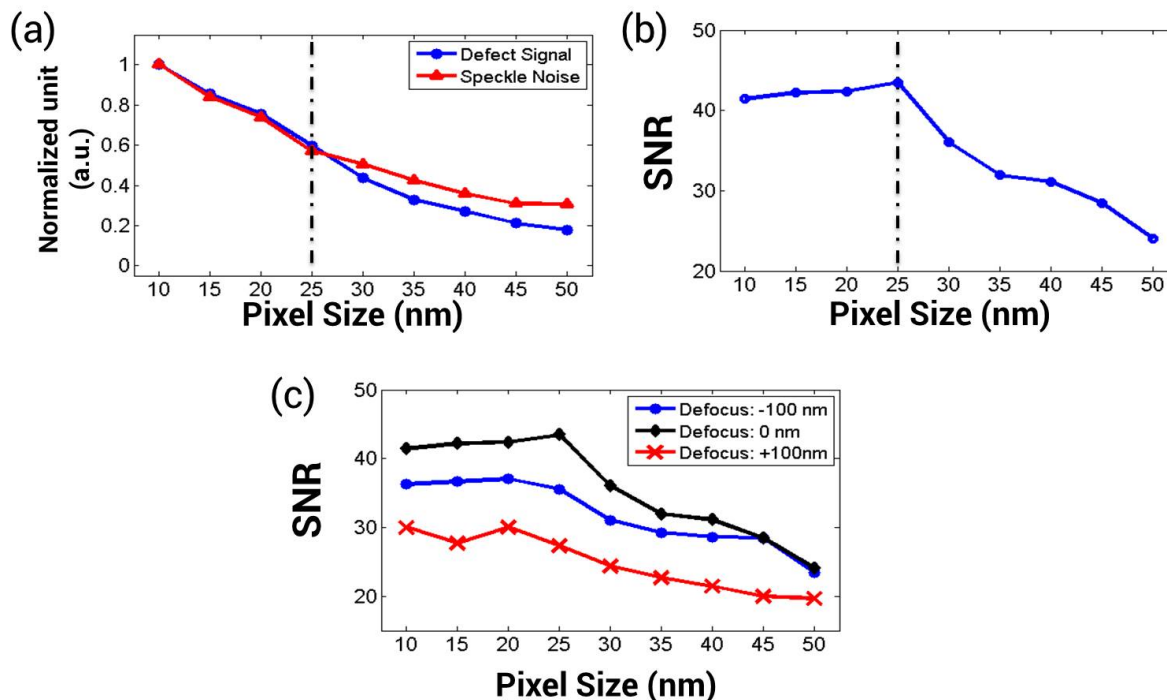 (a)
Normalized unit
(a.u.)
1
0.8
0.6
0.4
0.2
0
Defect Signal
Speckle Noise
10 15 20 25 30 35 40 45 50
Pixel Size (nm)
(b)
SNR
50
40
30
20
10 15 20 25 30 35 40 45 50
Pixel Size (nm)
(c)
SNR
50
40
30
20
Defocus: -100 nm
Defocus: 0 nm
Defocus: +100nm
10 15 20 25 30 35 40 45 50
Pixel Size (nm)